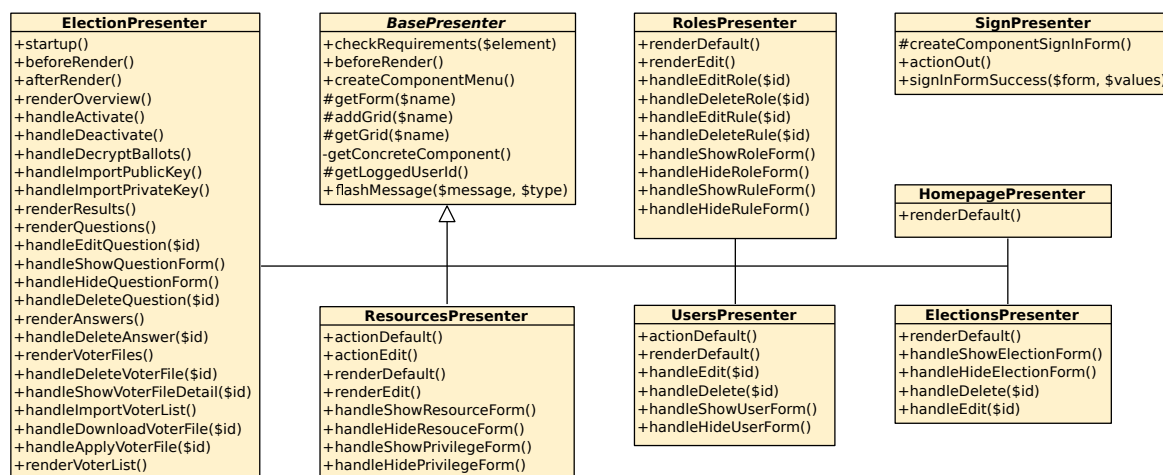 ElectionPresenter
+startup()
+beforeRender()
+afterRender()
+renderOverview()
+handleActivate()
+handleDeactivate()
+handleDecryptBallots()
+handleImportPublicKey()
+handleImportPrivateKey()
+renderResults()
+renderQuestions()
+handleEditQuestion($id)
+handleShowQuestionForm()
+handleHideQuestionForm()
+handleDeleteQuestion($id)
+renderAnswers()
+handleDeleteAnswer($id)
+renderVoterFiles()
+handleDeleteVoterFile($id)
+handleShowVoterFileDetail($id)
+handleImportVoterList()
+handleDownloadVoterFile($id)
+handleApplyVoterFile($id)
+renderVoterList()
BasePresenter
+checkRequirements($element)
+beforeRender()
+createComponentMenu()
#getForm($name)
#addGrid($name)
#getGrid($name)
-getConcreteComponent()
#getLoggedUserId()
+flashMessage($message, $type)
RolesPresenter
+renderDefault()
+renderEdit()
+handleEditRole($id)
+handleDeleteRole($id)
+handleEditRule($id)
+handleDeleteRule($id)
+handleShowRoleForm()
+handleHideRoleForm()
+handleShowRuleForm()
+handleHideRuleForm()
SignPresenter
#createComponentSignInForm()
+actionOut()
+signInFormSuccess($form, $values)
HomepagePresenter
+renderDefault()
ResourcesPresenter
+actionDefault()
+actionEdit()
+renderDefault()
+renderEdit()
+handleShowResourceForm()
+handleHideResouceForm()
+handleShowPrivilegeForm()
+handleHidePrivilegeForm()
UsersPresenter
+actionDefault()
+renderDefault()
+handleEdit($id)
+handleDelete($id)
+handleShowUserForm()
+handleHideUserForm()
ElectionsPresenter
+renderDefault()
+handleShowElectionForm()
+handleHideElectionForm()
+handleDelete($id)
+handleEdit($id)